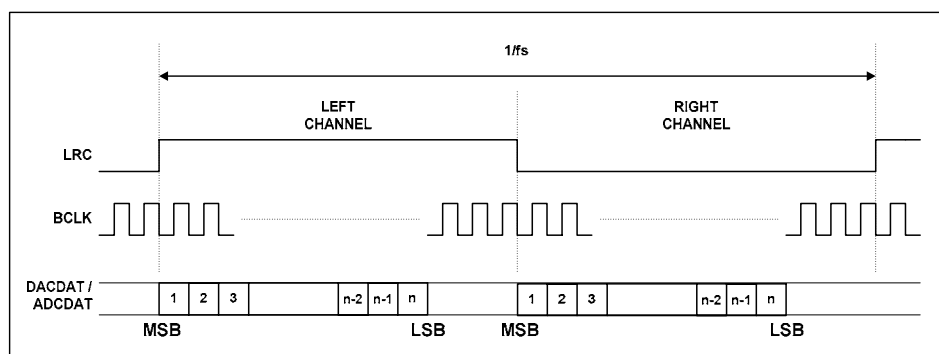 1/fs
LEFT
CHANNEL
RIGHT
CHANNEL
LRC
BCLK
DACDAT /
ADCDAT
1 2 3 n-2 n-1 n 1 2 3 n-2 n-1 n
MSB LSB MSB LSB